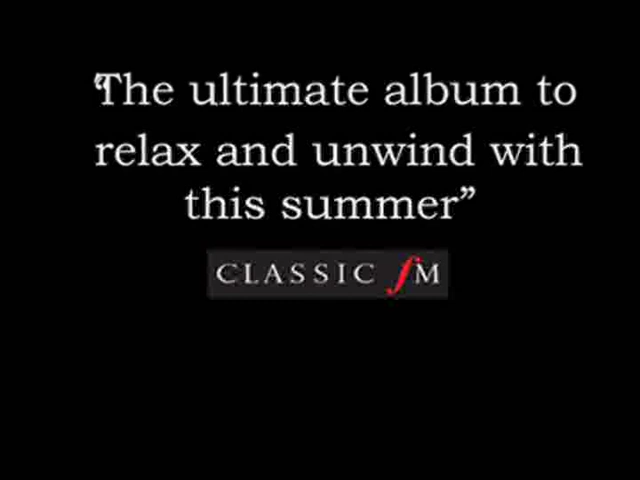 “The ultimate album to
relax and unwind with
this summer”
CLASSIC fM